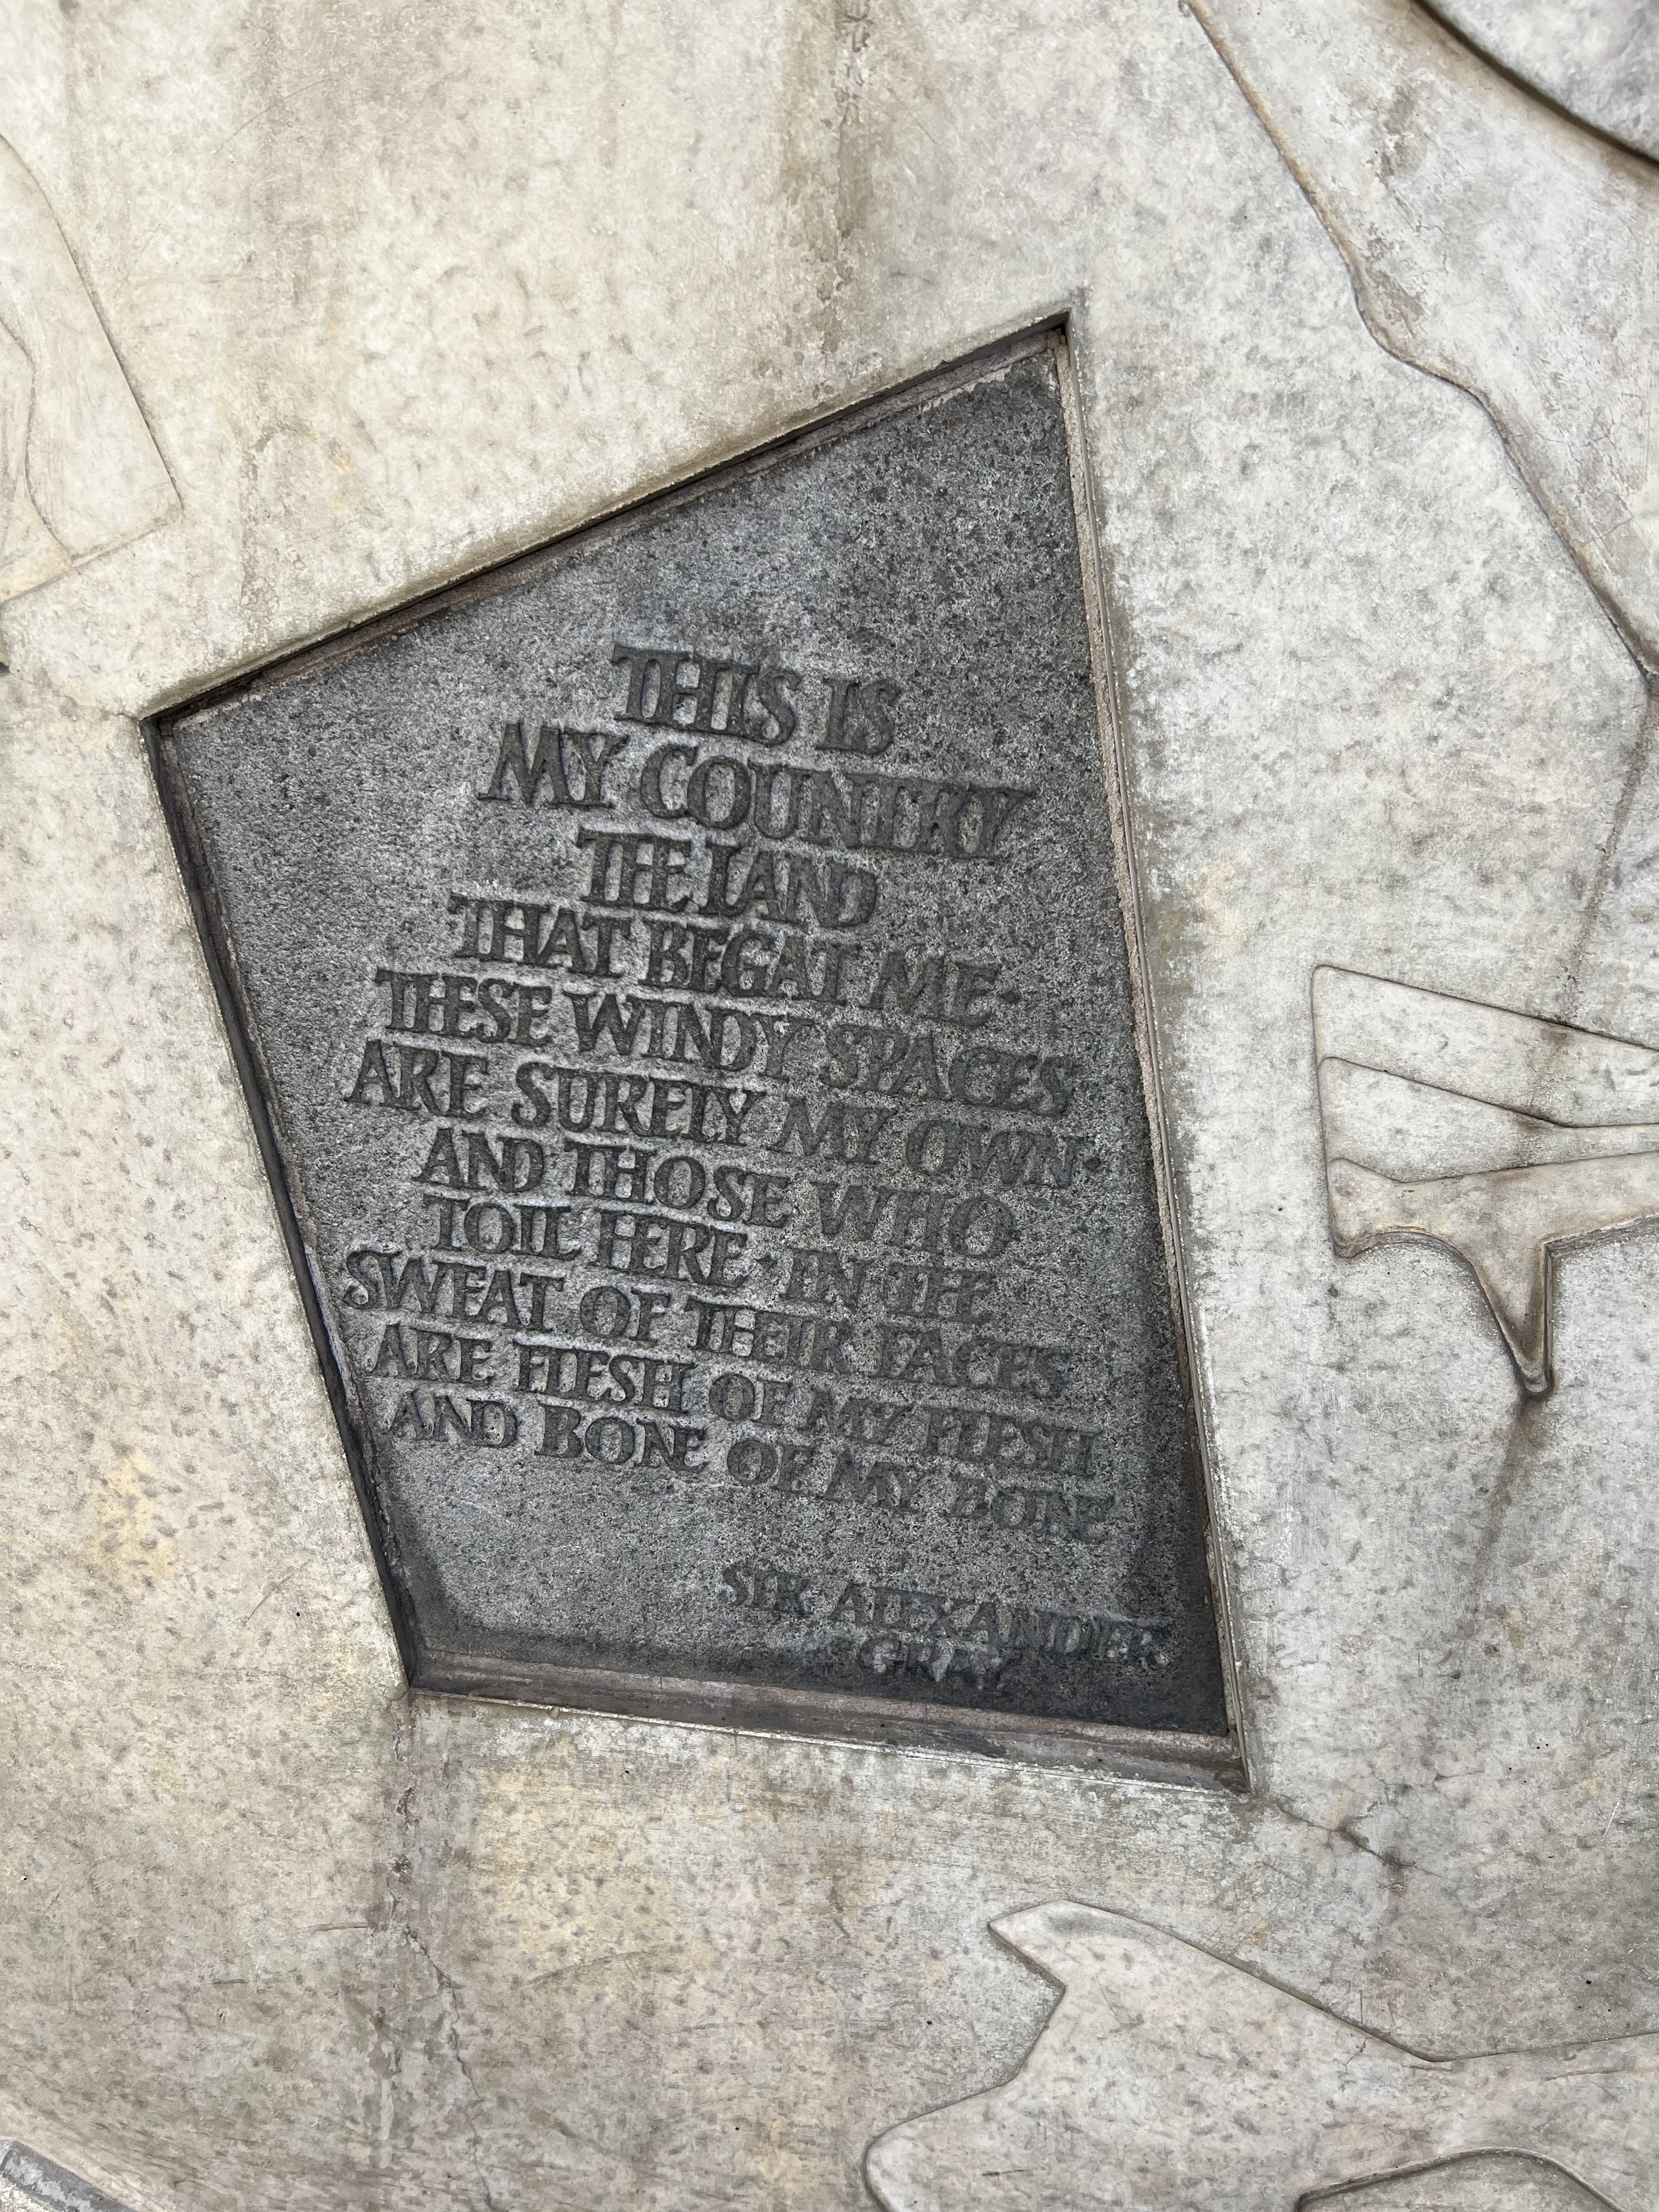 THIS IS
MY COUNTRY
THE LAND
THAT BEGAT ME·
THESE WINDY SPACES
ARE SURELY MY OWN·
AND THOSE WHO
TOIL HERE· IN THE
SWEAT OF THEIR FACES
ARE FLESH OF MY FLESH
AND BONE OF MY BONE
SIR ALEXANDER
GRAY